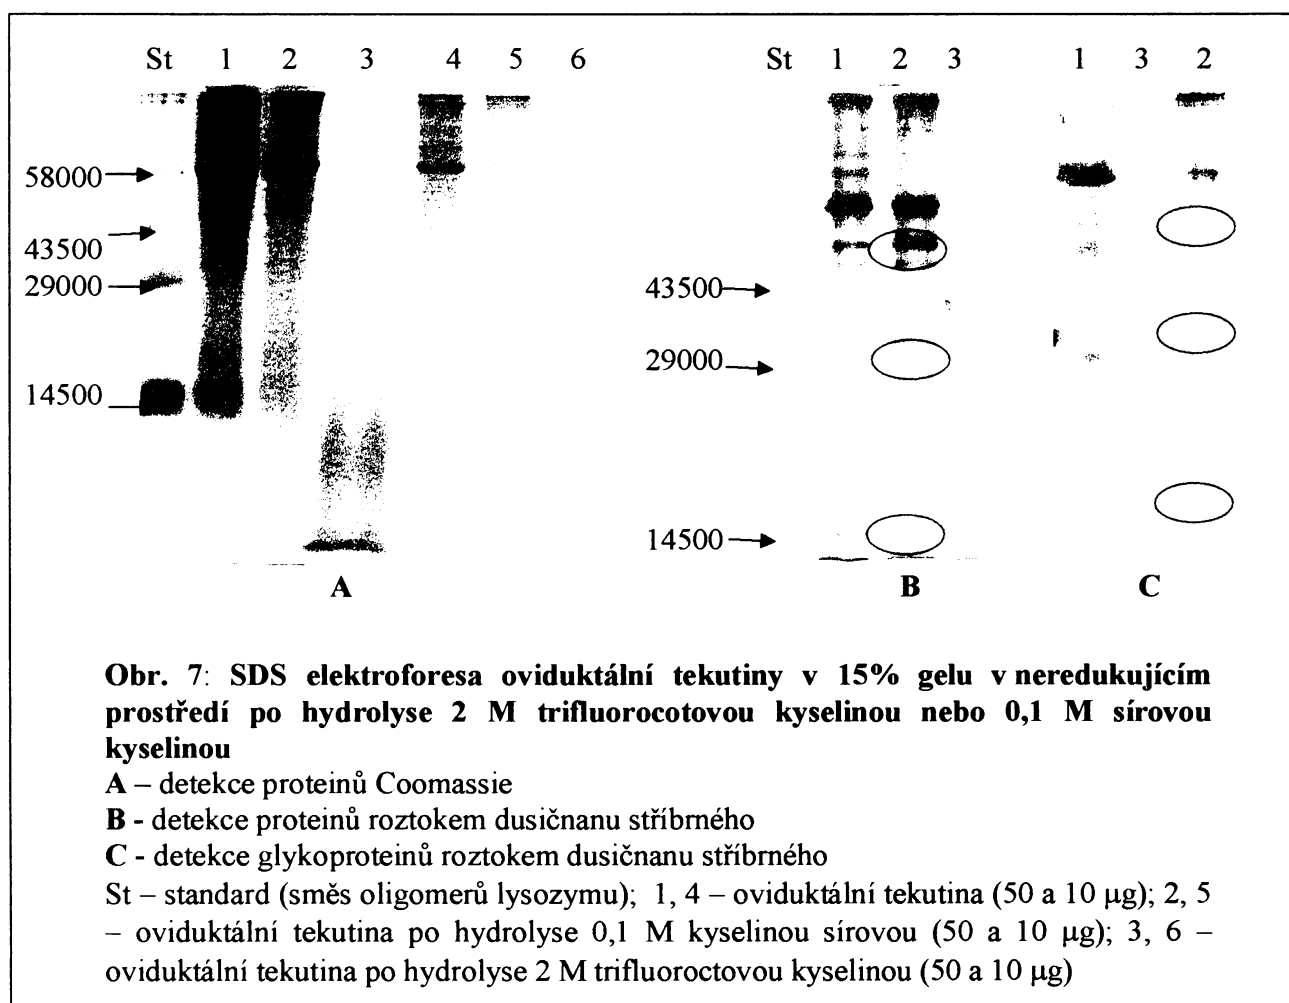 St 1 2 3 4 5 6 St 1 2 3 1 3 2
58000
43500
29000
14500
43500
29000
14500
A B C
Obr. 7: SDS elektroforesa oviduktální tekutiny v 15% gelu v neredukujícím
prostředí po hydrolyse 2 M trifluorocotovou kyselinou nebo 0,1 M sírovou
kyselinou
A – detekce proteinů Coomassie
B - detekce proteinů roztokem dusičnanu stříbrného
C - detekce glykoproteinů roztokem dusičnanu stříbrného
St – standard (směs oligomerů lysozymu); 1, 4 – oviduktální tekutina (50 a 10 µg); 2, 5
– oviduktální tekutina po hydrolyse 0,1 M kyselinou sírovou (50 a 10 µg); 3, 6 –
oviduktální tekutina po hydrolyse 2 M trifluoroctovou kyselinou (50 a 10 µg)